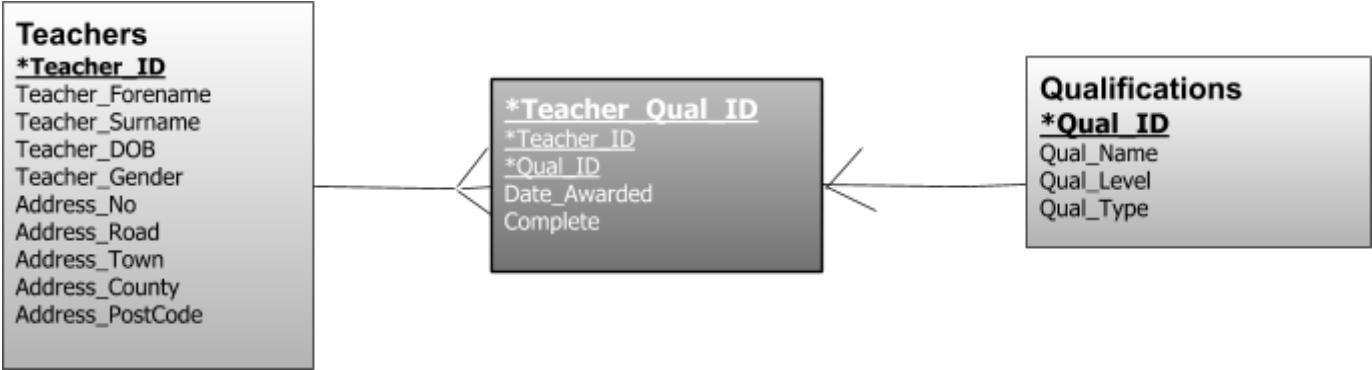 Teachers
*Teacher_ID
Teacher_Forename
Teacher_Surname
Teacher_DOB
Teacher_Gender
Address_No
Address_Road
Address_Town
Address_County
Address_PostCode
*Teacher_Qual_ID
*Teacher_ID
*Qual_ID
Date_Awarded
Complete
Qualifications
*Qual_ID
Qual_Name
Qual_Level
Qual_Type